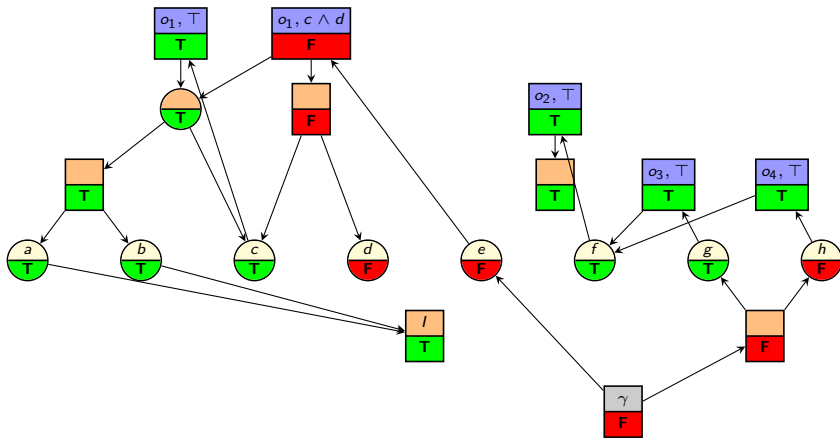 o₁, ⊤
T
o₁, c ∧ d
F
T
F
o₂, ⊤
T
T
T
o₃, ⊤
T
o₄, ⊤
T
a
T
b
T
c
T
d
F
e
F
f
T
g
T
h
F
I
T
F
γ
F